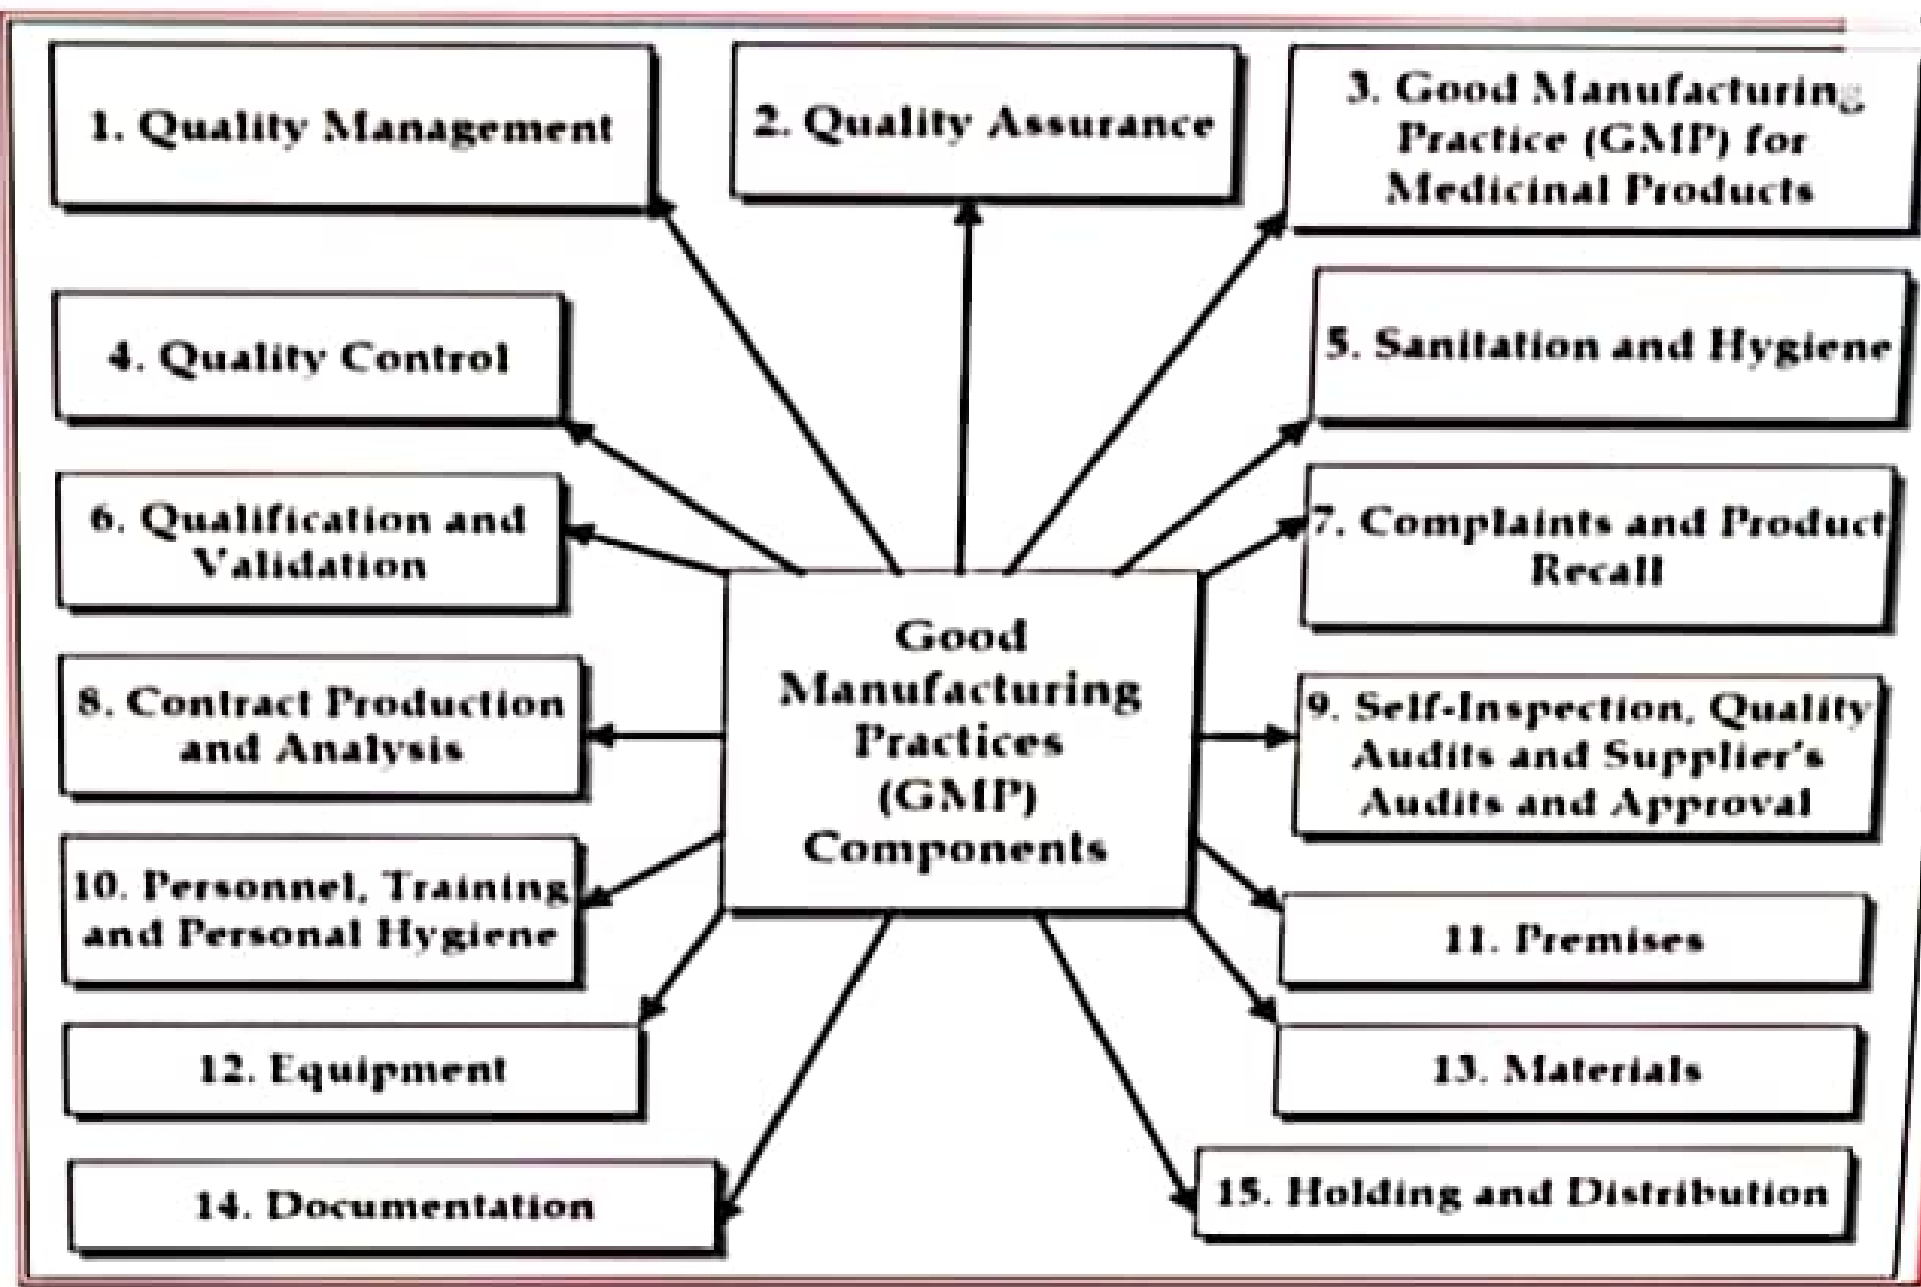 1. Quality Management
2. Quality Assurance
3. Good Manufacturing
Practice (GMP) for
Medicinal Products
4. Quality Control
5. Sanitation and Hygiene
6. Qualification and
Validation
7. Complaints and Product
Recall
Good
Manufacturing
Practices
(GMP)
Components
8. Contract Production
and Analysis
9. Self-Inspection, Quality
Audits and Supplier's
Audits and Approval
10. Personnel, Training
and Personal Hygiene
11. Premises
12. Equipment
13. Materials
14. Documentation
15. Holding and Distribution